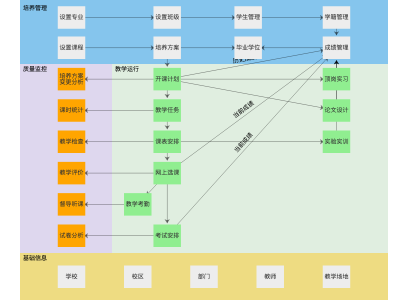 培养管理
设置专业
设置班级
学生管理
学籍管理
设置课程
培养方案
毕业学位
成绩管理
质量监控
教学运行
培养方案
变更分析
开课计划
顶岗实习
课时统计
教学任务
当前成绩
论文设计
教学检查
课表安排
当前成绩
实验实训
教学评价
网上选课
督导听课
教学考勤
试卷分析
考试安排
基础信息
学校
校区
部门
教师
教学场地